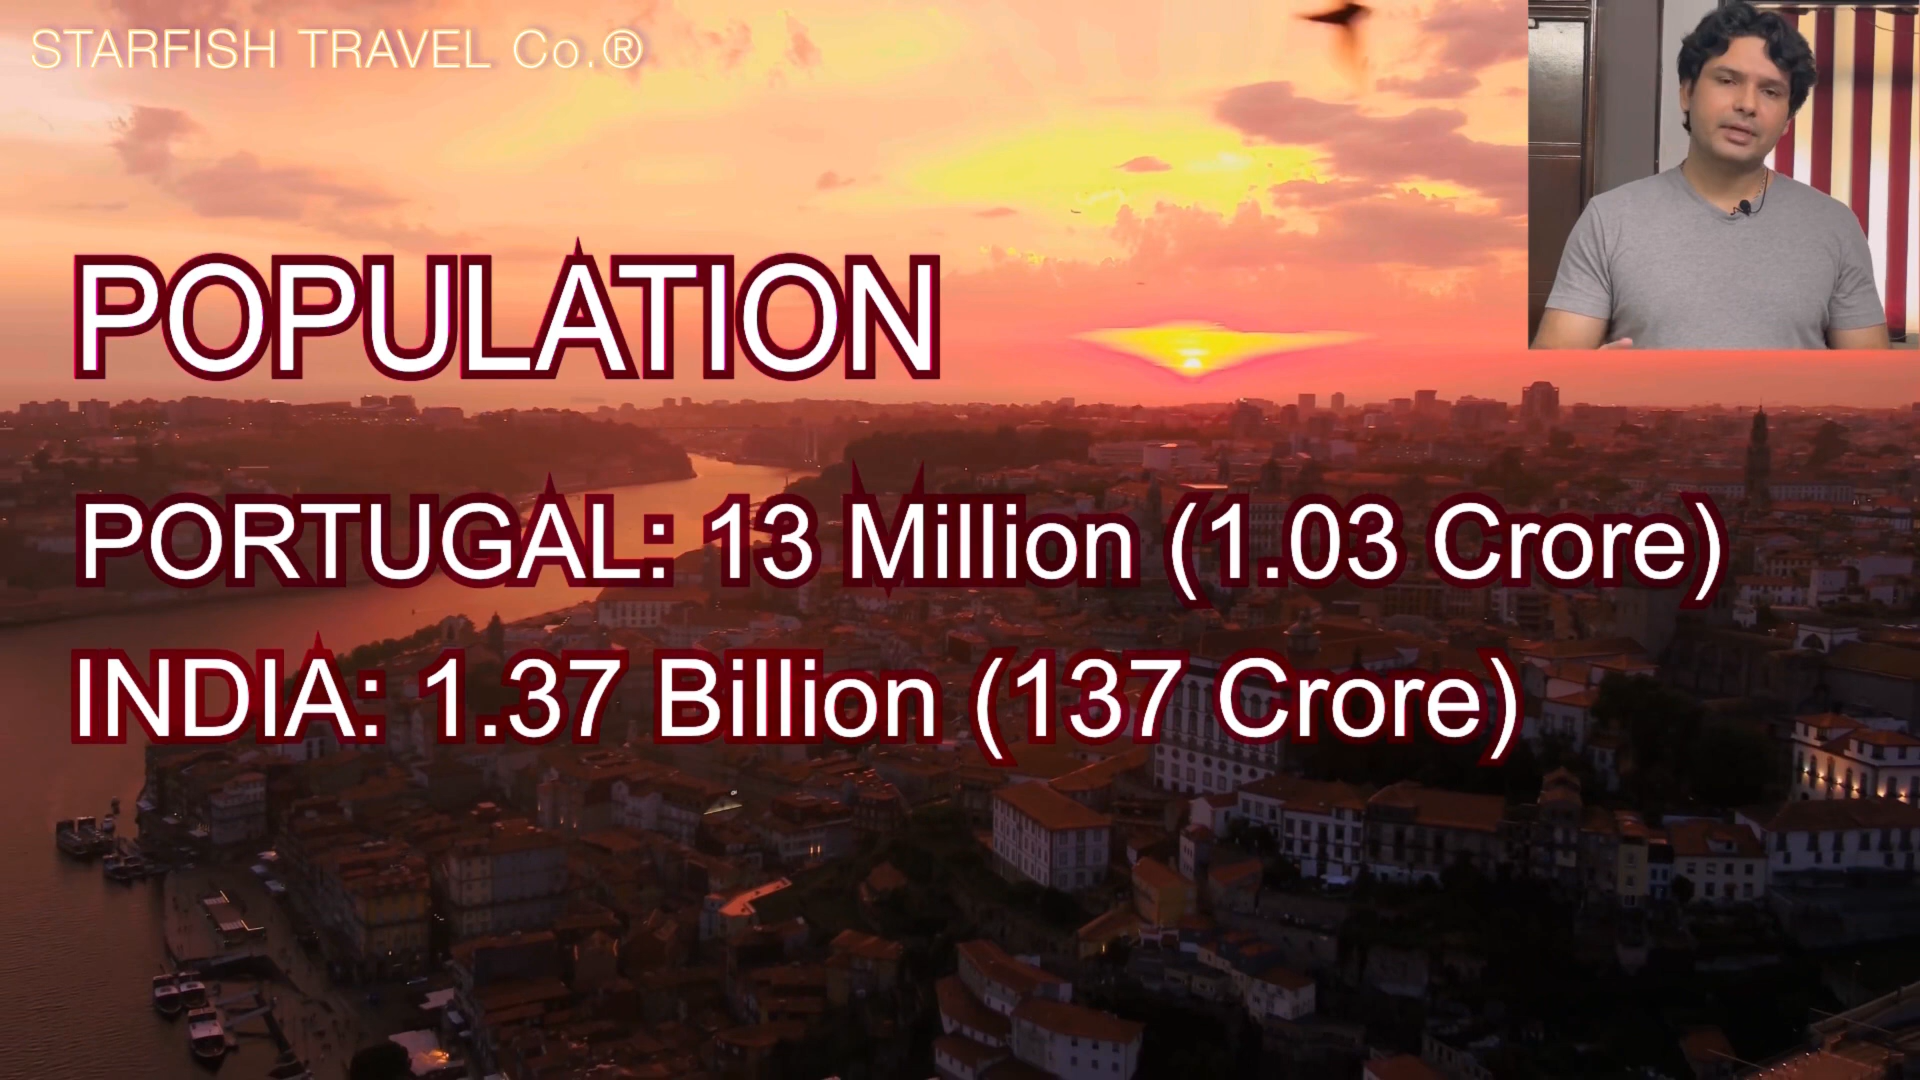 STARFISH TRAVEL Co.®
POPULATION
PORTUGAL: 13 Million (1.03 Crore)
INDIA: 1.37 Billion (137 Crore)